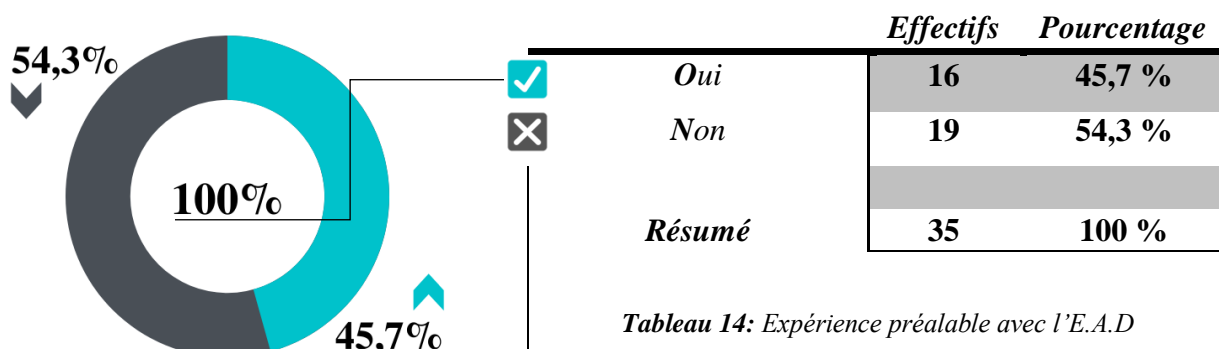 54,3%
100%
45,7%
Effectifs Pourcentage
Oui 16 45,7 %
Non 19 54,3 %
Résumé 35 100 %
Tableau 14: Expérience préalable avec l’E.A.D